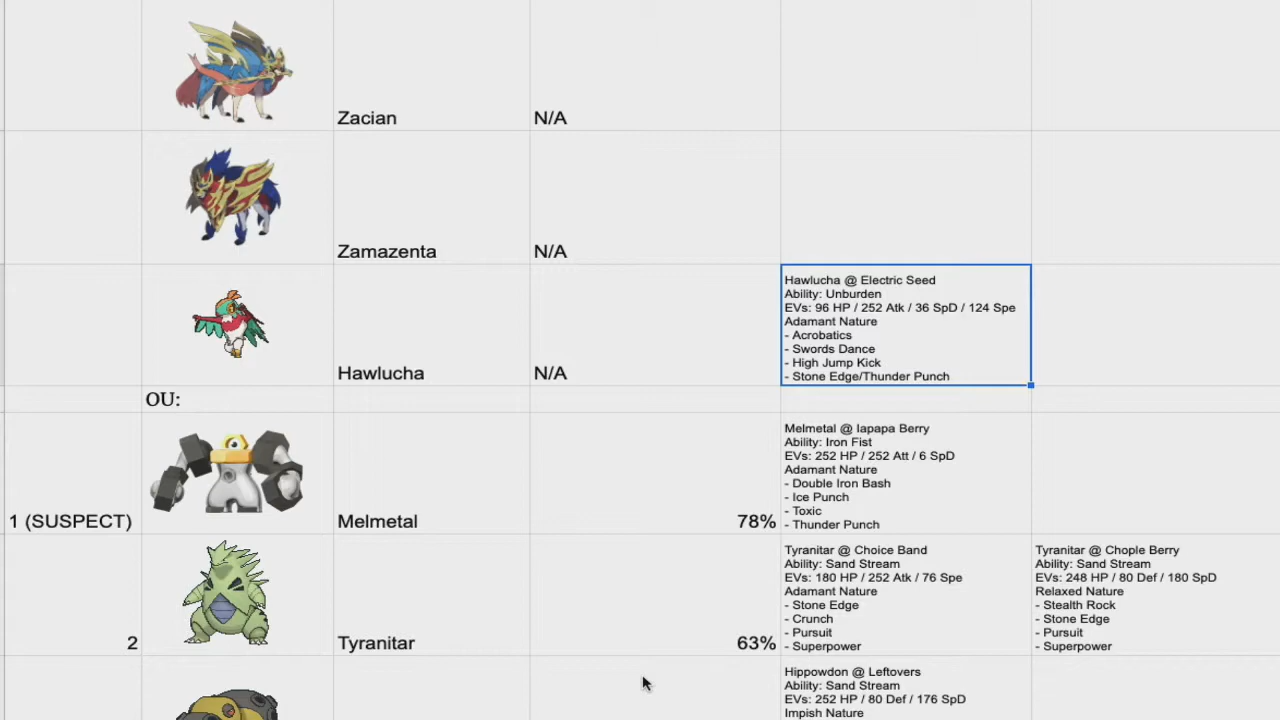 Zacian
N/A
Zamazenta
N/A
Hawlucha
N/A
Hawlucha @ Electric Seed
Ability: Unburden
EVs: 96 HP / 252 Atk / 36 SpD / 124 Spe
Adamant Nature
- Acrobatics
- Swords Dance
- High Jump Kick
- Stone Edge/Thunder Punch
OU:
1 (SUSPECT)
Melmetal
78%
Melmetal @ Iapapa Berry
Ability: Iron Fist
EVs: 252 HP / 252 Att / 6 SpD
Adamant Nature
- Double Iron Bash
- Ice Punch
- Toxic
- Thunder Punch
2
Tyranitar
63%
Tyranitar @ Choice Band
Ability: Sand Stream
EVs: 180 HP / 252 Atk / 76 Spe
Adamant Nature
- Stone Edge
- Crunch
- Pursuit
- Superpower
Tyranitar @ Chople Berry
Ability: Sand Stream
EVs: 248 HP / 80 Def / 180 SpD
Relaxed Nature
- Stealth Rock
- Stone Edge
- Pursuit
- Superpower
Hippowdon @ Leftovers
Ability: Sand Stream
EVs: 252 HP / 80 Def / 176 SpD
Impish Nature